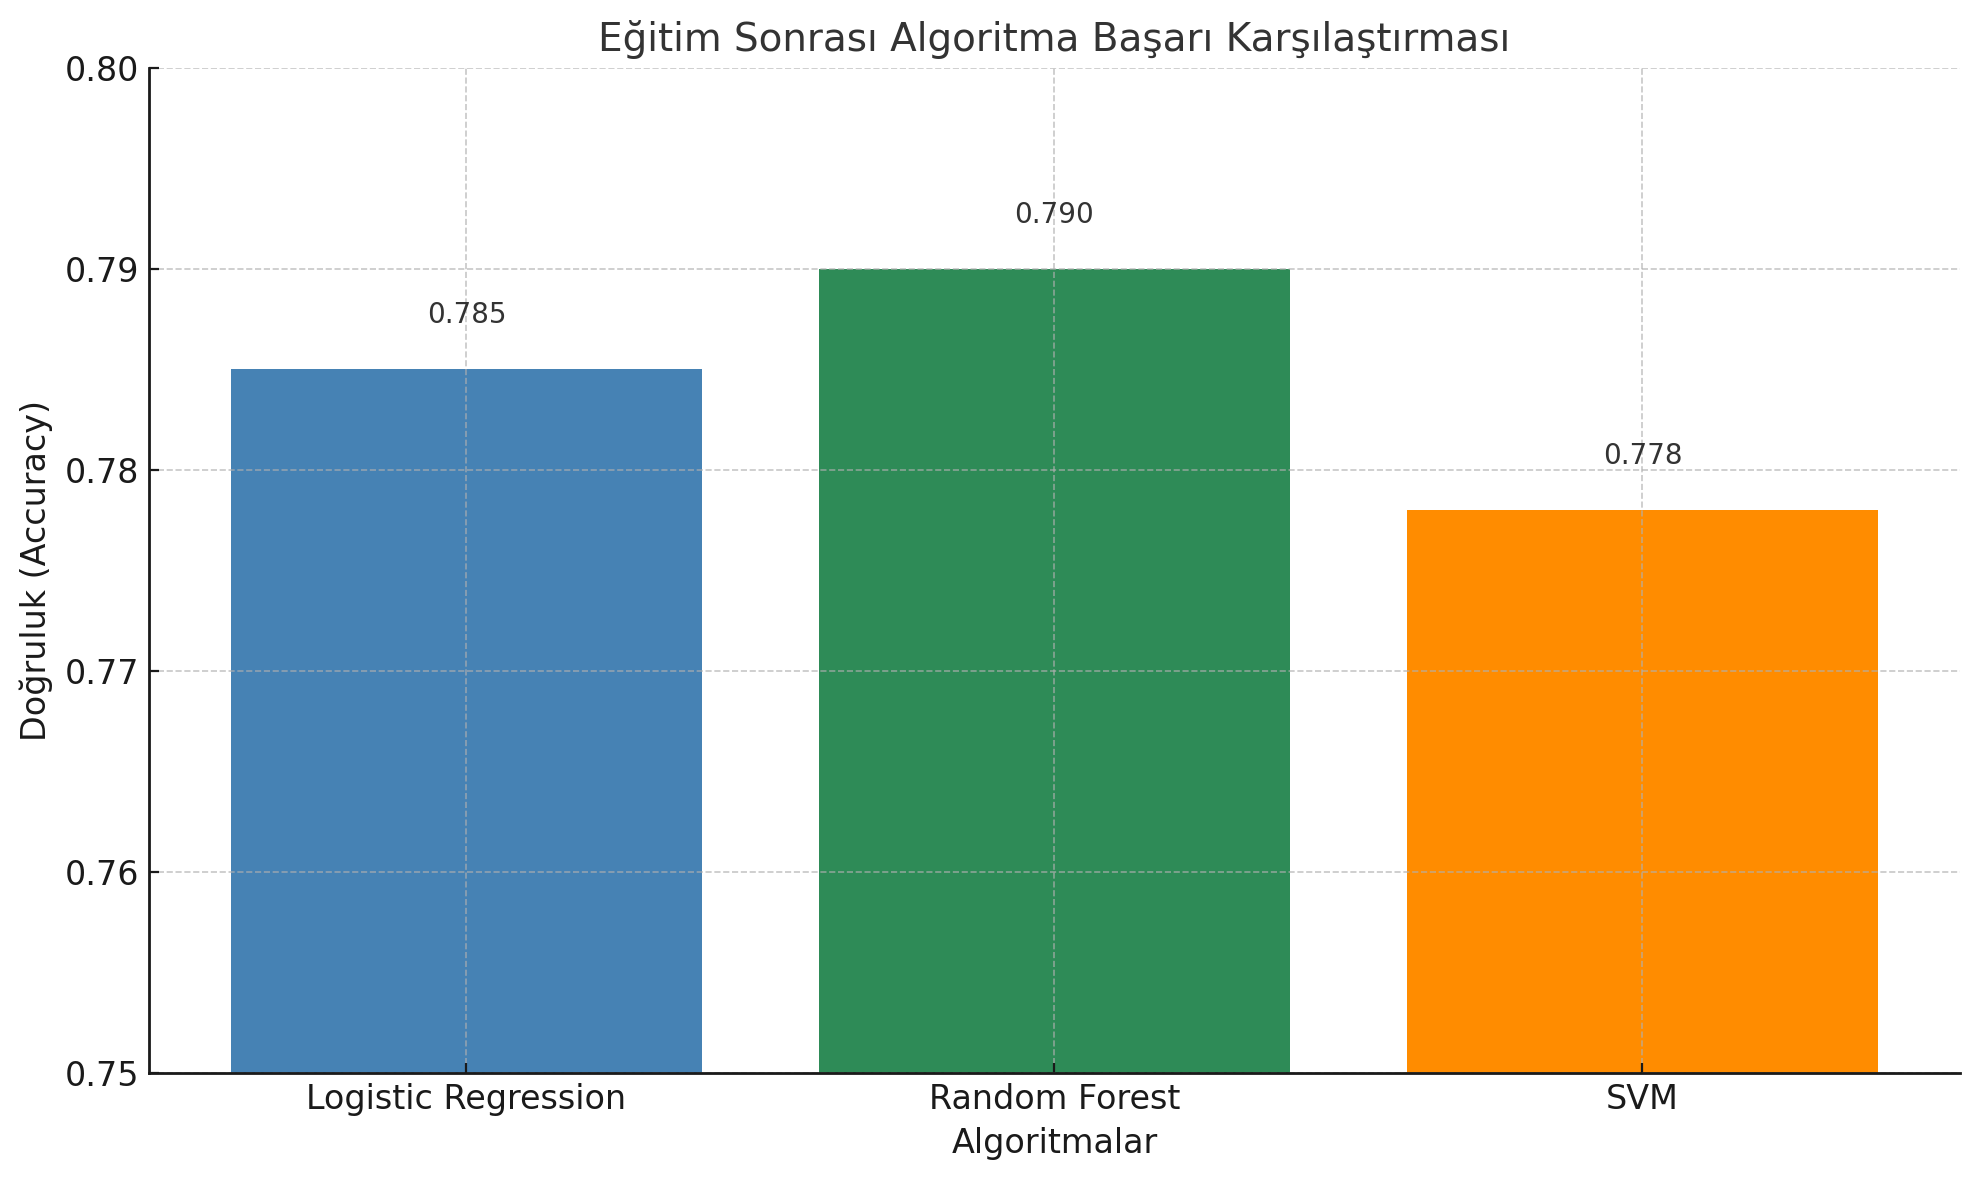 Eğitim Sonrası Algoritma Başarı Karşılaştırması
Doğruluk (Accuracy)
0.80
0.79
0.78
0.77
0.76
0.75
0.785
0.790
0.778
Logistic Regression
Random Forest
SVM
Algoritmalar